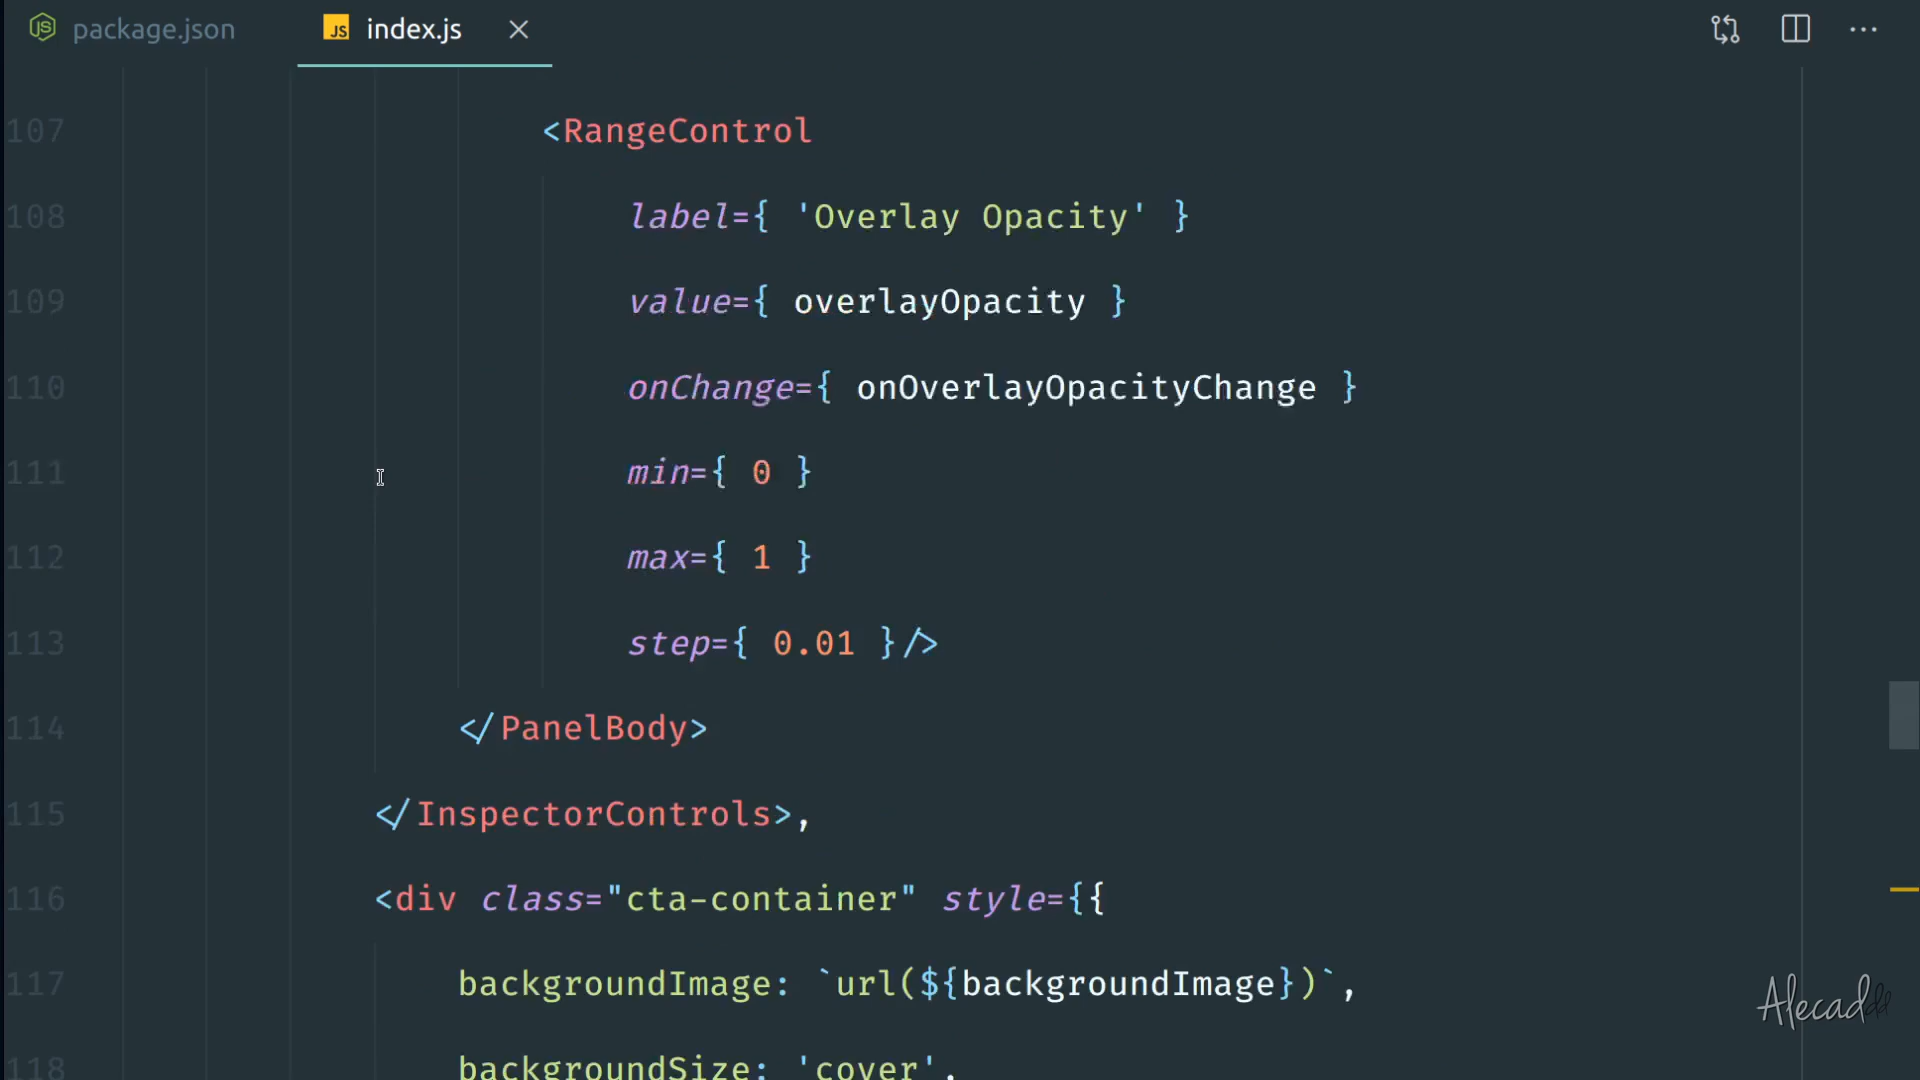 package.json index.js
107 <RangeControl
108 label={ 'Overlay Opacity' }
109 value={ overlayOpacity }
110 onChange={ onOverlayOpacityChange }
111 min={ 0 }
112 max={ 1 }
113 step={ 0.01 }/>
114 </PanelBody>
115 </InspectorControls>,
116 <div class="cta-container" style={{
117 backgroundImage: `url(${backgroundImage})`,
118 backgroundSize: 'cover',
Alecaddd